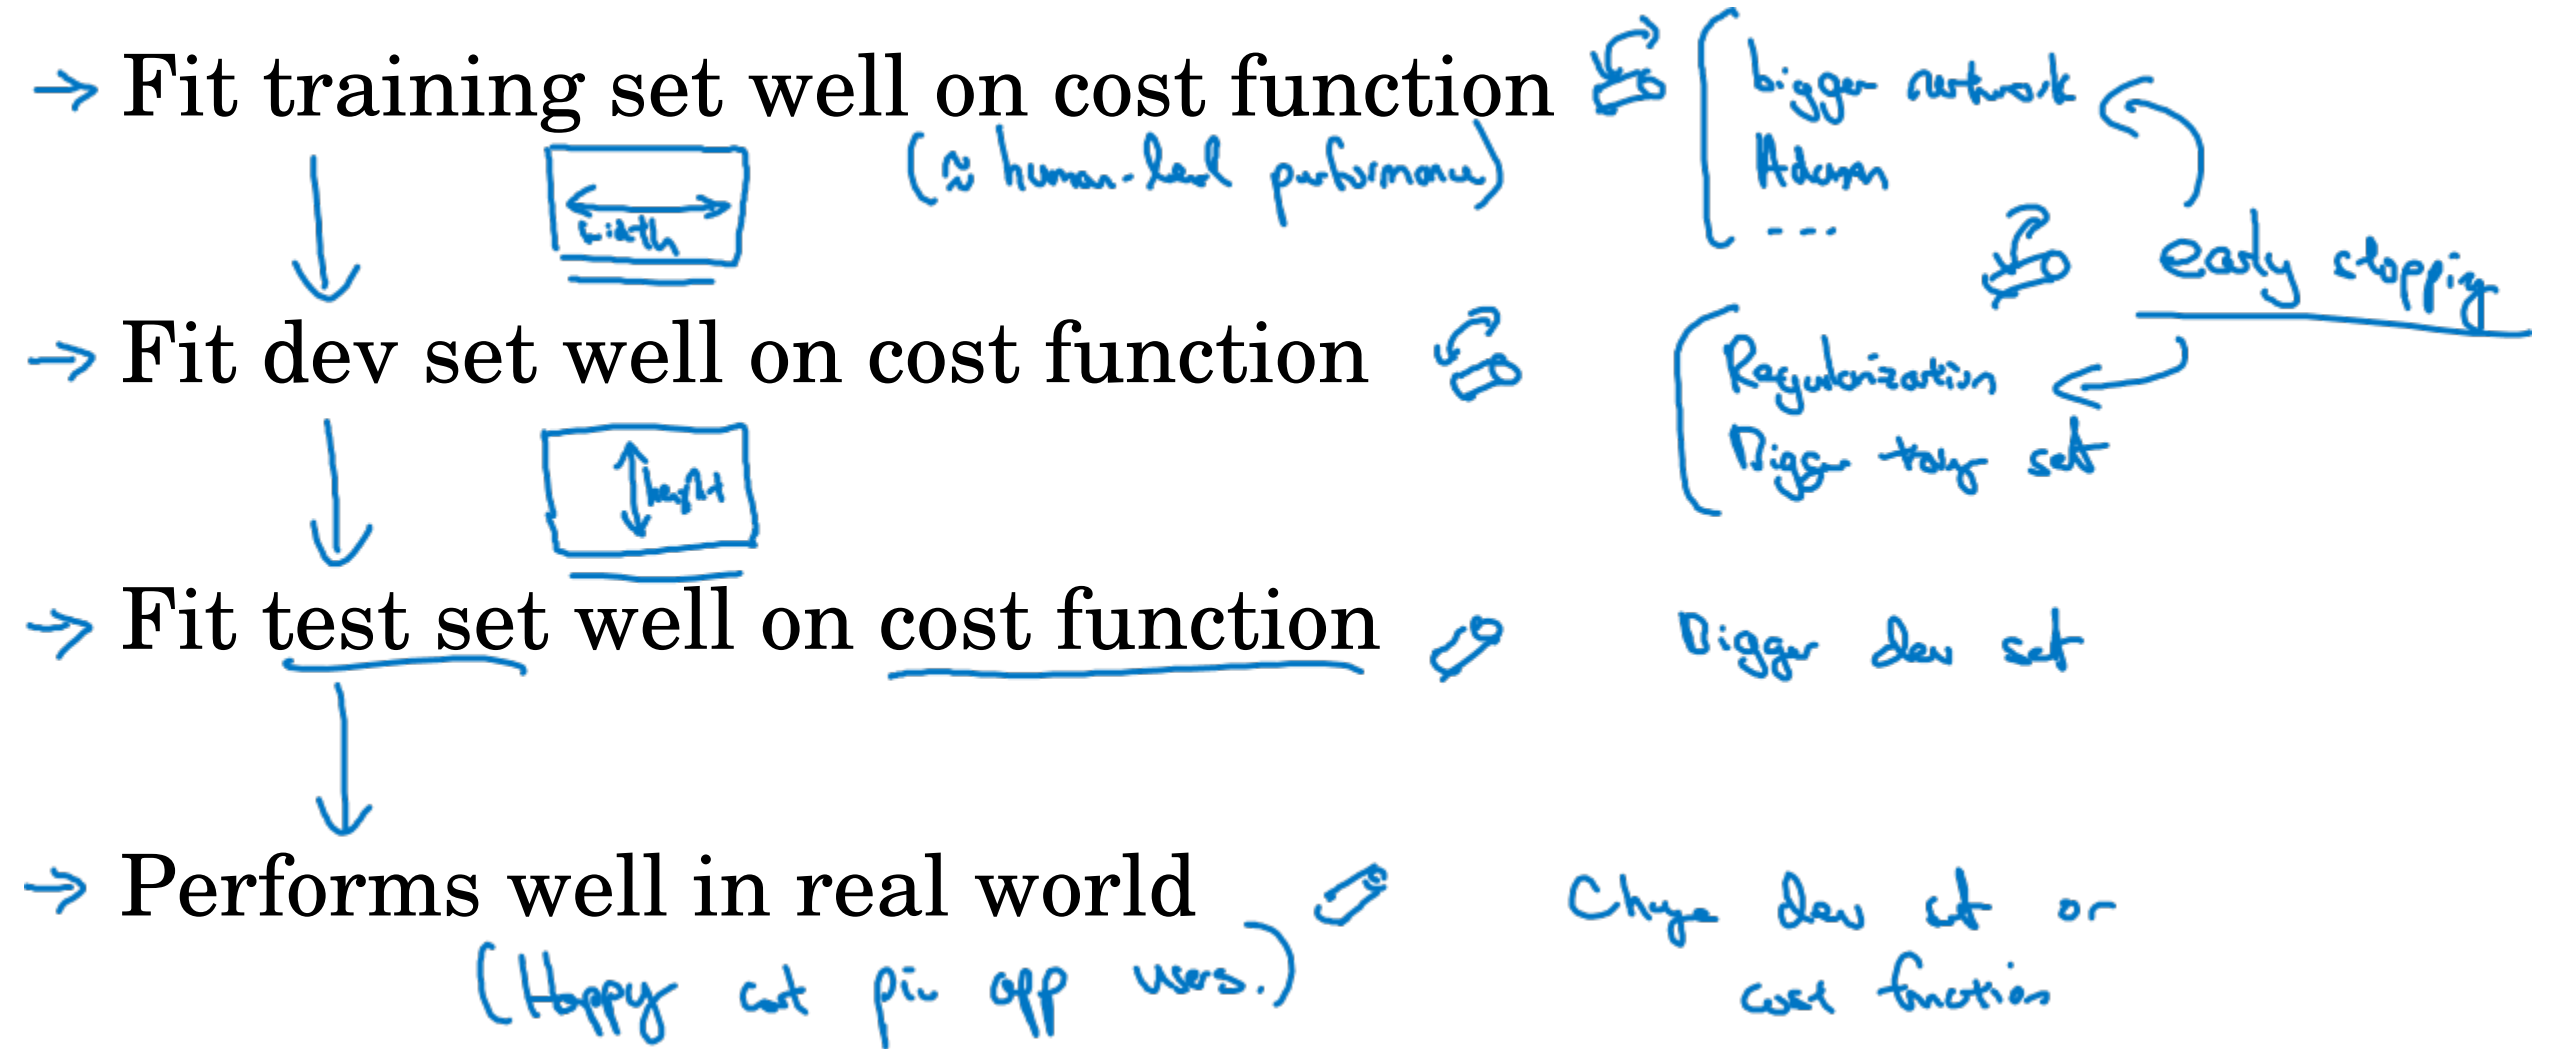 → Fit training set well on cost function
(≈ human-level performance)
bigger network
Adam
...
width
early stopping
→ Fit dev set well on cost function
Regularization
Bigger set
height
→ Fit test set well on cost function
Bigger dev set
→ Performs well in real world
(Happy cat pic app users.)
Change dev set or
cost function